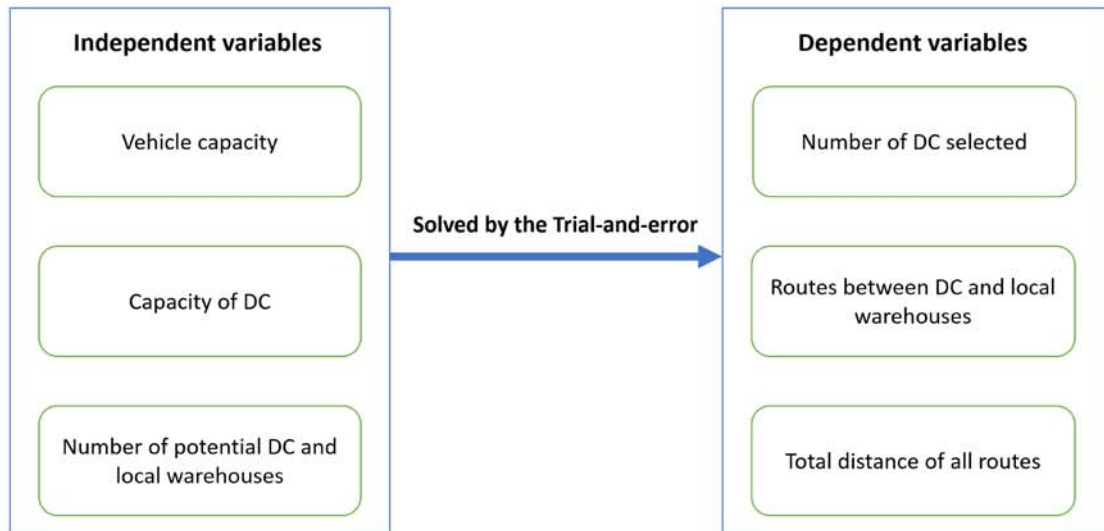 Independent variables
Vehicle capacity
Capacity of DC
Number of potential DC and
local warehouses
Solved by the Trial-and-error
Dependent variables
Number of DC selected
Routes between DC and local
warehouses
Total distance of all routes